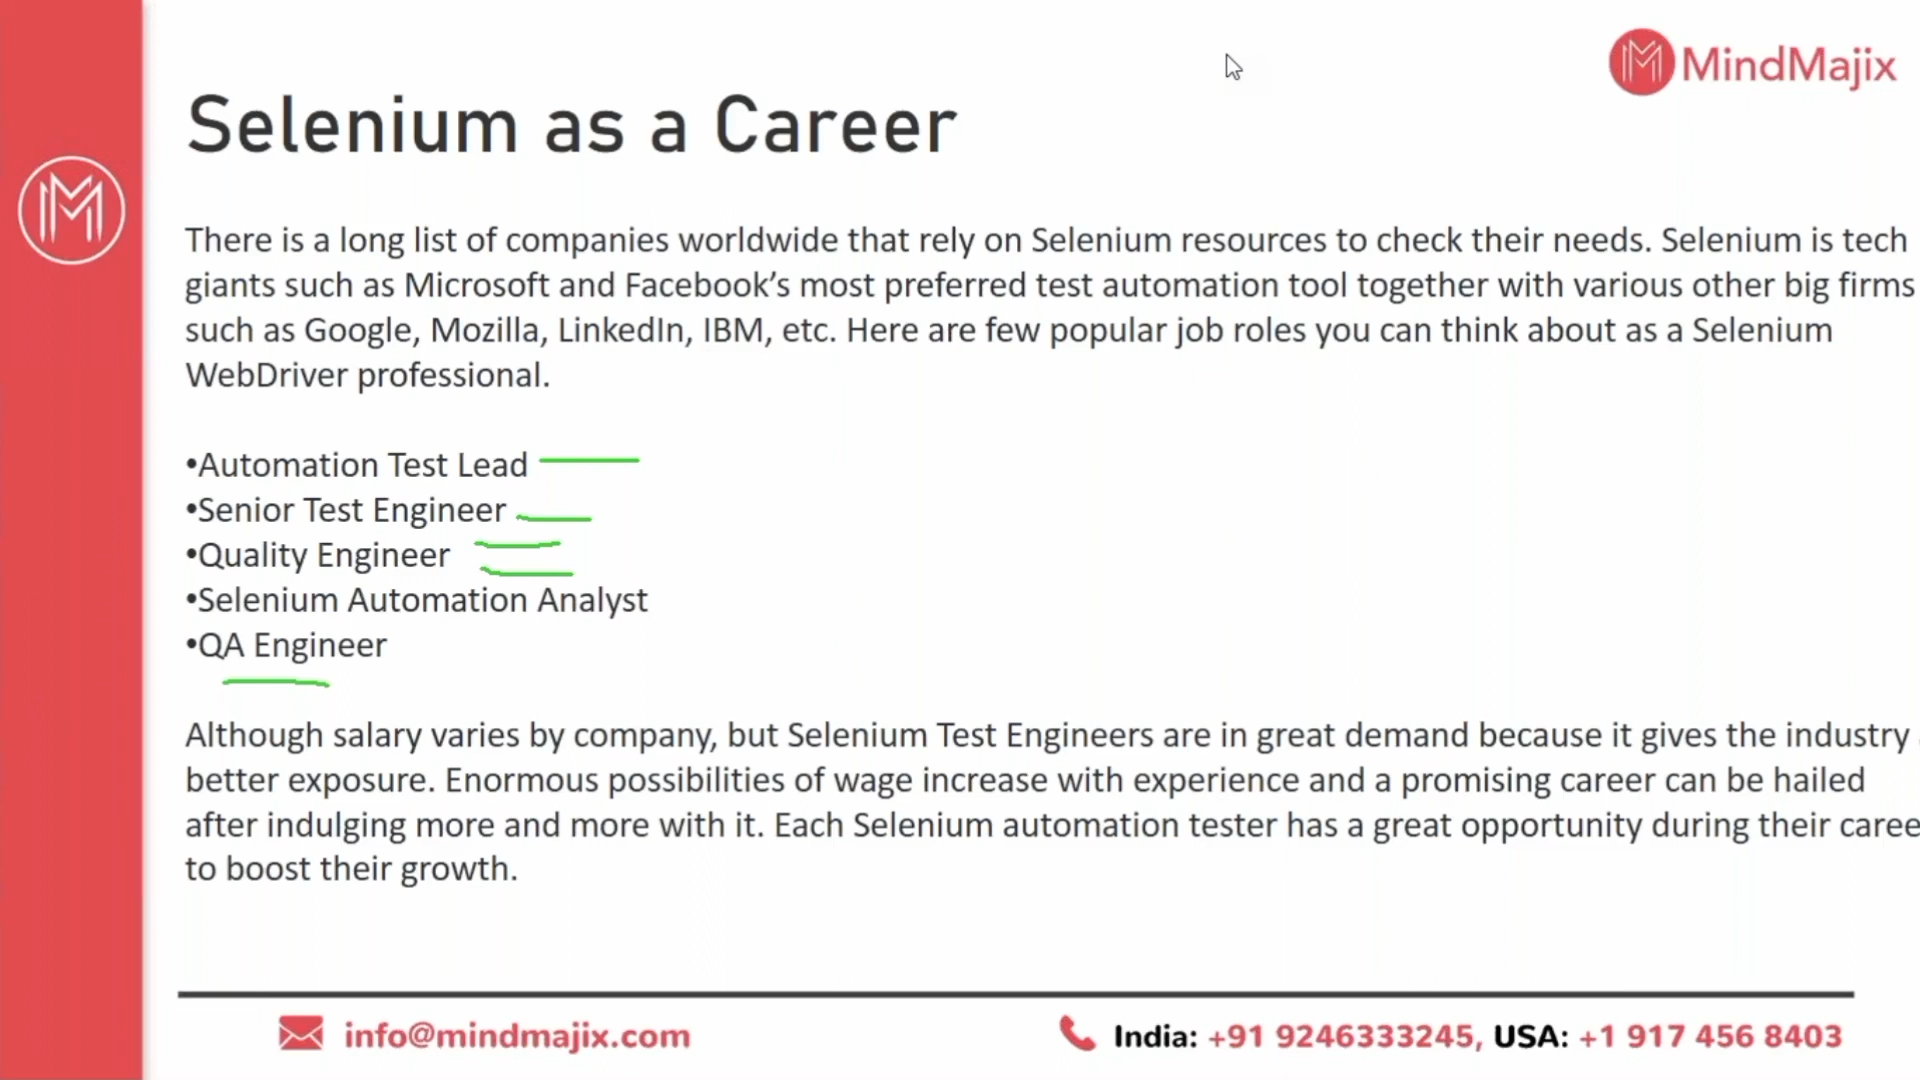 MindMajix
Selenium as a Career
There is a long list of companies worldwide that rely on Selenium resources to check their needs. Selenium is tech
giants such as Microsoft and Facebook’s most preferred test automation tool together with various other big firms
such as Google, Mozilla, LinkedIn, IBM, etc. Here are few popular job roles you can think about as a Selenium
WebDriver professional.
•Automation Test Lead
•Senior Test Engineer
•Quality Engineer
•Selenium Automation Analyst
•QA Engineer
Although salary varies by company, but Selenium Test Engineers are in great demand because it gives the industry
better exposure. Enormous possibilities of wage increase with experience and a promising career can be hailed
after indulging more and more with it. Each Selenium automation tester has a great opportunity during their caree
to boost their growth.
info@mindmajix.com
India: +91 9246333245, USA: +1 917 456 8403